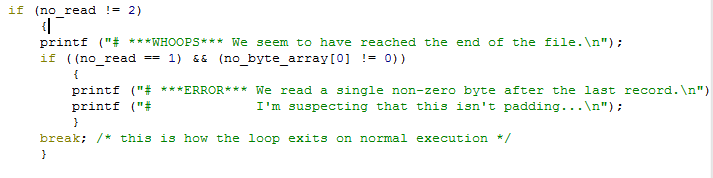 if (no_read != 2)
{
printf ("# ***WHOOPS*** We seem to have reached the end of the file.\n");
if ((no_read == 1) && (no_byte_array[0] != 0))
{
printf ("# ***ERROR*** We read a single non-zero byte after the last record.\n")
printf ("#             I'm suspecting that this isn't padding...\n");
}
break; /* this is how the loop exits on normal execution */
}